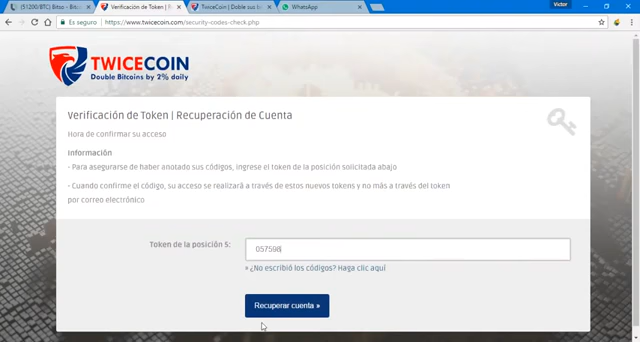 (51200/BTC) Bitso - Bitco
Verificación de Token | R
TwiceCoin | Doble sus bi
WhatsApp
Victor
Es seguro
https://www.twicecoin.com/security-codes-check.php
TWICECOIN
Double Bitcoins by 2% daily
Verificación de Token | Recuperación de Cuenta
Hora de confirmar su acceso
Información
- Para asegurarse de haber anotado sus códigos, ingrese el token de la posición solicitada abajo
- Cuando confirme el código, su acceso se realizará a través de estos nuevos tokens y no más a través del token
por correo electrónico
Token de la posición 5:
» ¿No escribió los códigos? Haga clic aquí
Recuperar cuenta »